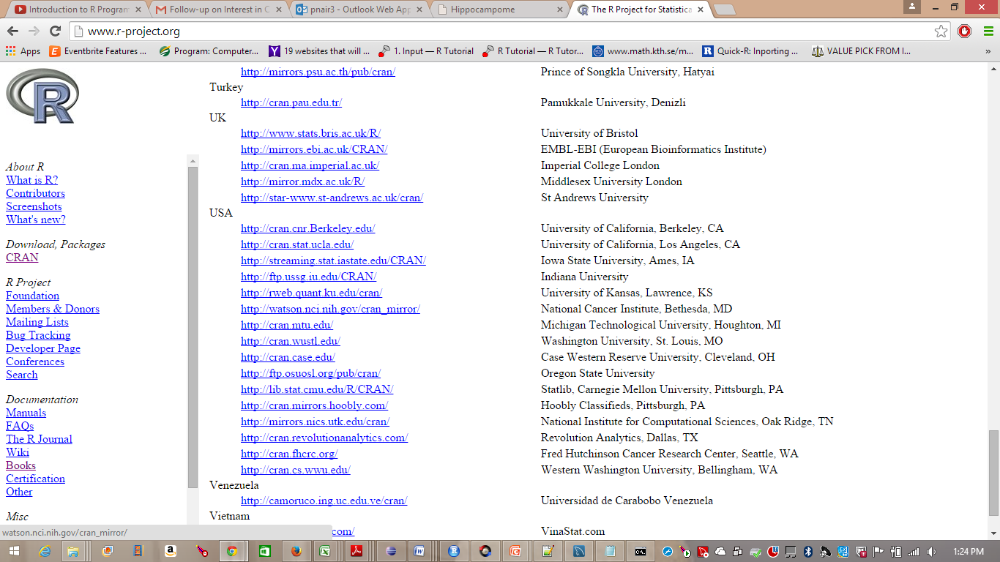 Introduction to R Program
Follow-up on Interest in C
pnair3 - Outlook Web App
Hippocampome
The R Project for Statistica
www.r-project.org
Apps Eventbrite Features ... Program: Computer... 19 websites that will ... 1. Input — R Tutorial R Tutorial — R Tutor... www.math.kth.se/m... Quick-R: Inporting ... VALUE PICK FROM I... »
R
About R
What is R?
Contributors
Screenshots
What's new?
Download, Packages
CRAN
R Project
Foundation
Members & Donors
Mailing Lists
Bug Tracking
Developer Page
Conferences
Search
Documentation
Manuals
FAQs
The R Journal
Wiki
Books
Certification
Other
Misc
watson.nci.nih.gov/cran_mirror/
http://mirrors.psu.ac.th/pub/cran/ Prince of Songkla University, Hatyai
Turkey
http://cran.pau.edu.tr/ Pamukkale University, Denizli
UK
http://www.stats.bris.ac.uk/R/ University of Bristol
http://mirrors.ebi.ac.uk/CRAN/ EMBL-EBI (European Bioinformatics Institute)
http://cran.ma.imperial.ac.uk/ Imperial College London
http://mirror.mdx.ac.uk/R/ Middlesex University London
http://star-www.st-andrews.ac.uk/cran/ St Andrews University
USA
http://cran.cnr.Berkeley.edu/ University of California, Berkeley, CA
http://cran.stat.ucla.edu/ University of California, Los Angeles, CA
http://streaming.stat.iastate.edu/CRAN/ Iowa State University, Ames, IA
http://ftp.ussg.iu.edu/CRAN/ Indiana University
http://rweb.quant.ku.edu/cran/ University of Kansas, Lawrence, KS
http://watson.nci.nih.gov/cran_mirror/ National Cancer Institute, Bethesda, MD
http://cran.mtu.edu/ Michigan Technological University, Houghton, MI
http://cran.wustl.edu/ Washington University, St. Louis, MO
http://cran.case.edu/ Case Western Reserve University, Cleveland, OH
http://ftp.osuosl.org/pub/cran/ Oregon State University
http://lib.stat.cmu.edu/R/CRAN/ Statlib, Carnegie Mellon University, Pittsburgh, PA
http://cran.mirrors.hoobly.com/ Hoobly Classifieds, Pittsburgh, PA
http://mirrors.nics.utk.edu/cran/ National Institute for Computational Sciences, Oak Ridge, TN
http://cran.revolutionanalytics.com/ Revolution Analytics, Dallas, TX
http://cran.fhcrc.org/ Fred Hutchinson Cancer Research Center, Seattle, WA
http://cran.cs.wwu.edu/ Western Washington University, Bellingham, WA
Venezuela
http://camoruco.ing.uc.edu.ve/cran/ Universidad de Carabobo Venezuela
Vietnam
com/ VinaStat.com
1:24 PM